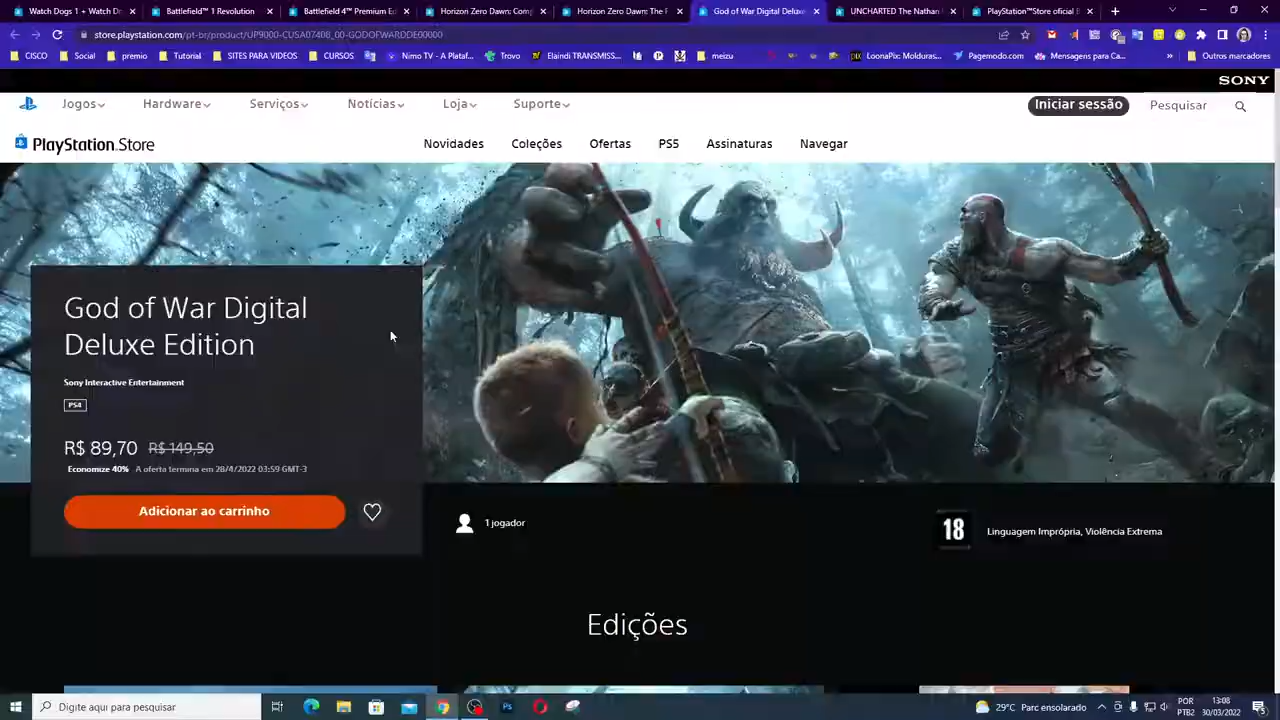 Watch Dogs 1 + Watch Do
Battlefield™ 1 Revolution
Battlefield 4™ Premium Ed
Horizon Zero Dawn: Comp
Horizon Zero Dawn: The F
God of War Digital Deluxe
UNCHARTED The Nathan
PlayStation™Store oficial B
store.playstation.com/pt-br/product/UP9000-CUSA07408_00-GODOFWARDDE00000
CISCO
Social
premio
Tutorial
SITES PARA VIDEOS
CURSOS
Nimo TV - A Plataf...
Trovo
Elaindi TRANSMISS...
meizu
LoonaPix: Molduras...
Pagemodo.com
Mensagens para Ca...
»
Outros marcadores
SONY
Jogos
Hardware
Serviços
Notícias
Loja
Suporte
Iniciar sessão
Pesquisar
PlayStation.Store
Novidades
Coleções
Ofertas
PS5
Assinaturas
Navegar
God of War Digital
Deluxe Edition
Sony Interactive Entertainment
PS4
R$ 89,70 R$ 149,50
Economize 40% A oferta termina em 28/4/2022 03:59 GMT-3
Adicionar ao carrinho
1 jogador
18
Linguagem Imprópria, Violência Extrema
Edições
Digite aqui para pesquisar
Ps
29°C Parc ensolarado
POR
PTB2
13:08
30/03/2022